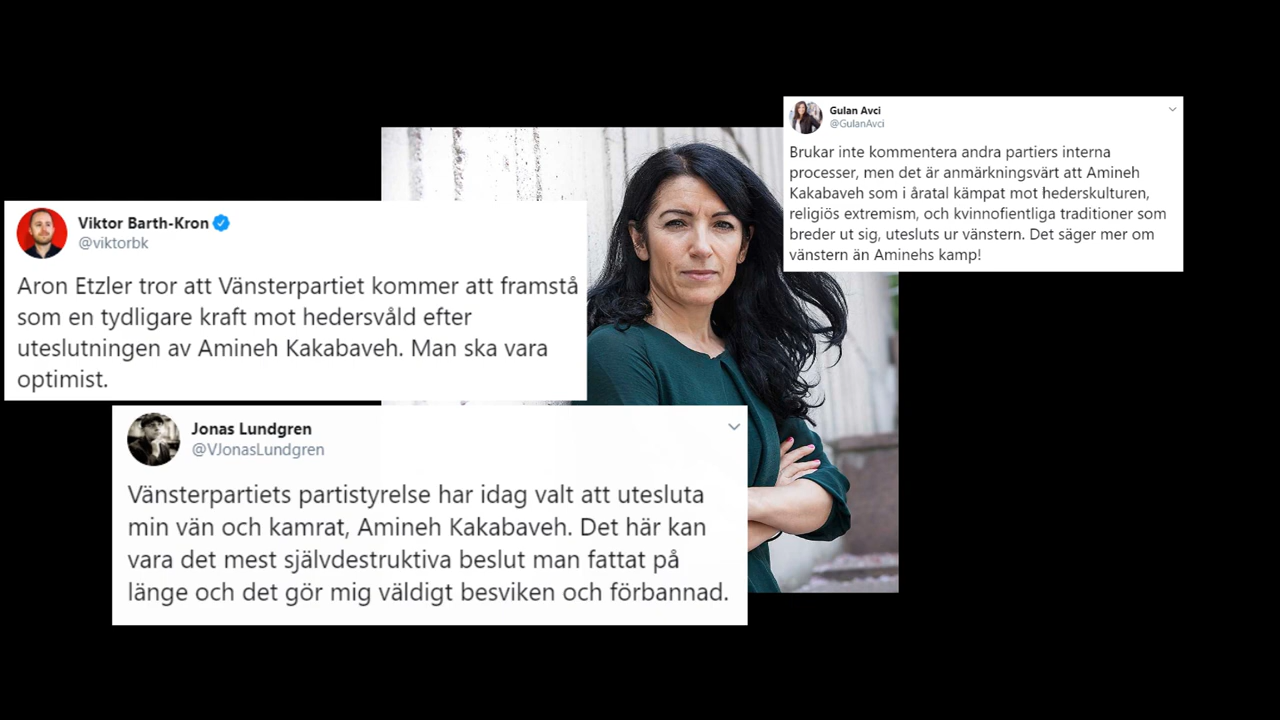 Gulan Avci
@GulanAvci
Brukar inte kommentera andra partiers interna
processer, men det är anmärkningsvärt att Amineh
Kakabaveh som i åratal kämpat mot hederskulturen,
religiös extremism, och kvinnofientliga traditioner som
breder ut sig, utesluts ur vänstern. Det säger mer om
vänstern än Aminehs kamp!
Viktor Barth-Kron
@viktorbk
Aron Etzler tror att Vänsterpartiet kommer att framstå
som en tydligare kraft mot hedersvåld efter
uteslutningen av Amineh Kakabaveh. Man ska vara
optimist.
Jonas Lundgren
@VJonasLundgren
Vänsterpartiets partistyrelse har idag valt att utesluta
min vän och kamrat, Amineh Kakabaveh. Det här kan
vara det mest självdestruktiva beslut man fattat på
länge och det gör mig väldigt besviken och förbannad.